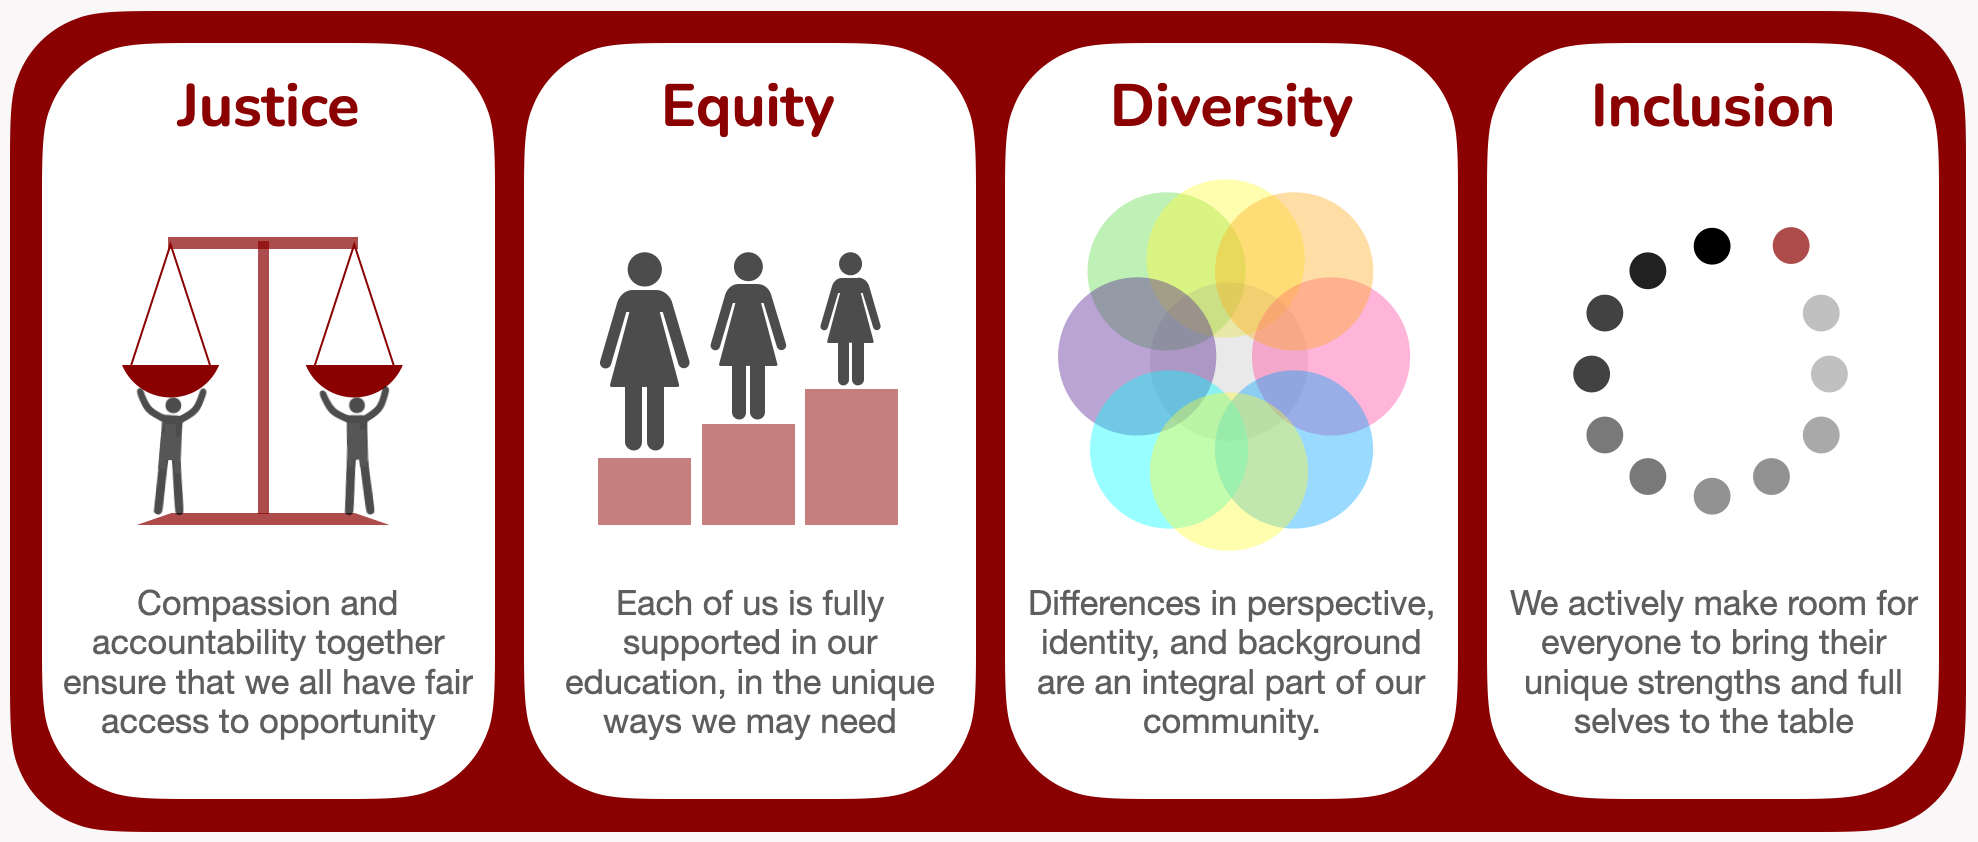 Justice
Compassion and
accountability together
ensure that we all have fair
access to opportunity
Equity
Each of us is fully
supported in our
education, in the unique
ways we may need
Diversity
Differences in perspective,
identity, and background
are an integral part of our
community.
Inclusion
We actively make room for
everyone to bring their
unique strengths and full
selves to the table